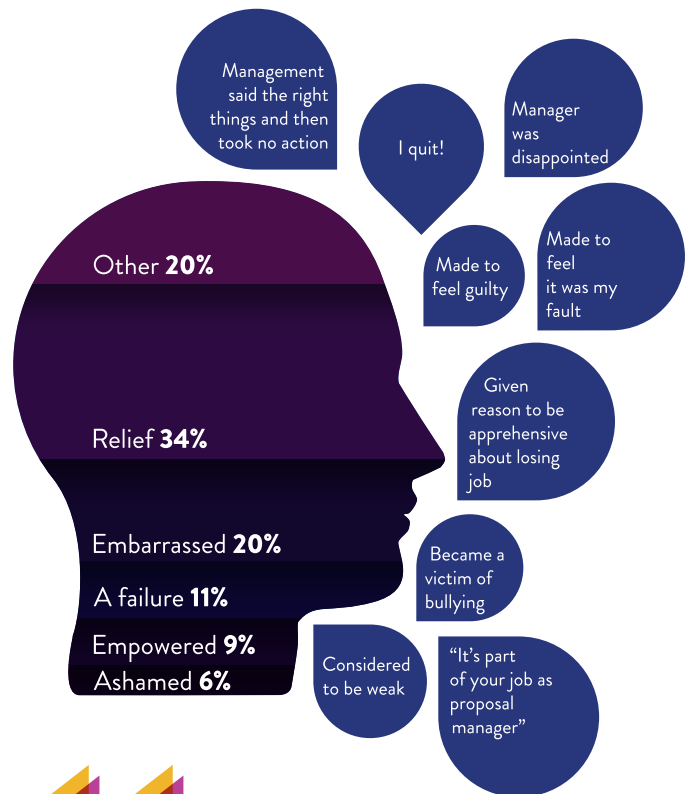 Management
said the right
things and then
took no action
I quit!
Manager
was
disappointed
Made to
feel guilty
Made to
feel
it was my
fault
Given
reason to be
apprehensive
about losing
job
Became a
victim of
bullying
Considered
to be weak
“It’s part
of your job as
proposal
manager”
Other 20%
Relief 34%
Embarrassed 20%
A failure 11%
Empowered 9%
Ashamed 6%